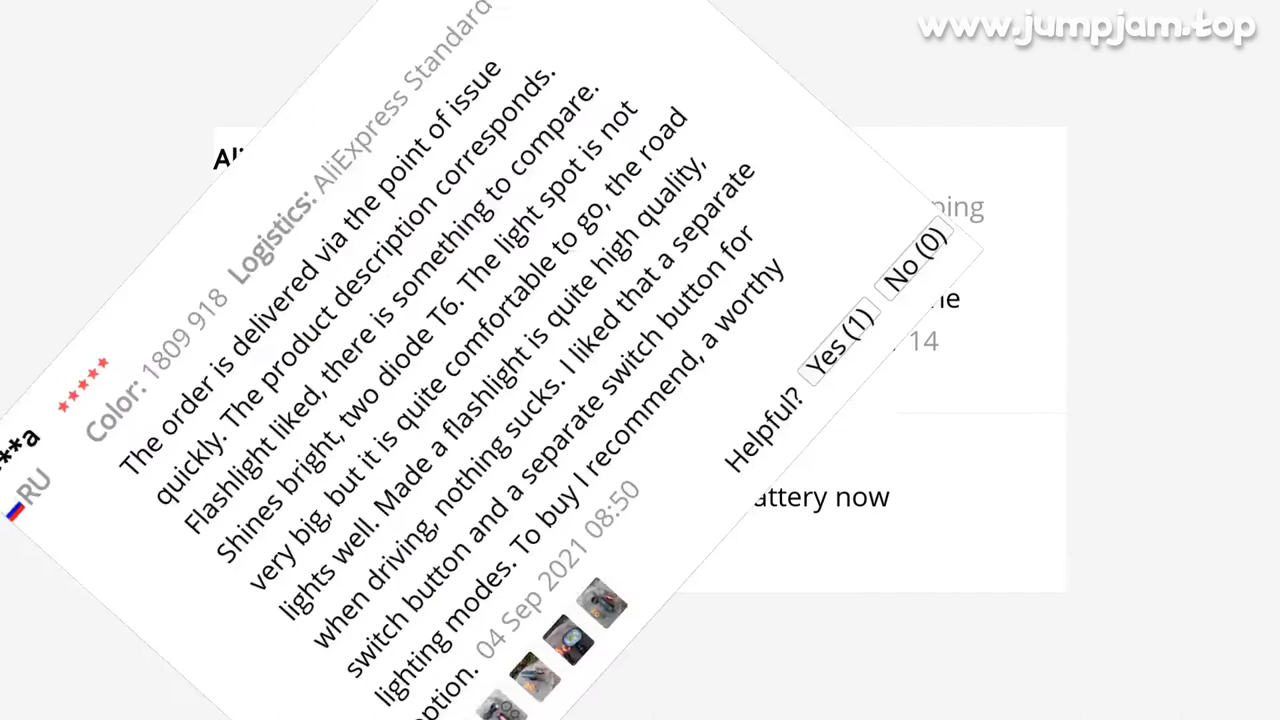 www.jumpjam.top
***a
RU
Color: 1809 918 Logistics: AliExpress Standard
The order is delivered via the point of issue
quickly. The product description corresponds.
Flashlight liked, there is something to compare.
Shines bright, two diode T6. The light spot is not
very big, but it is quite comfortable to go, the road
lights well. Made a flashlight is quite high quality,
when driving, nothing sucks. I liked that a separate
switch button and a separate switch button for
lighting modes. To buy I recommend, a worthy
option. 04 Sep 2021 08:50
Helpful? Yes (1) No (0)
14
now